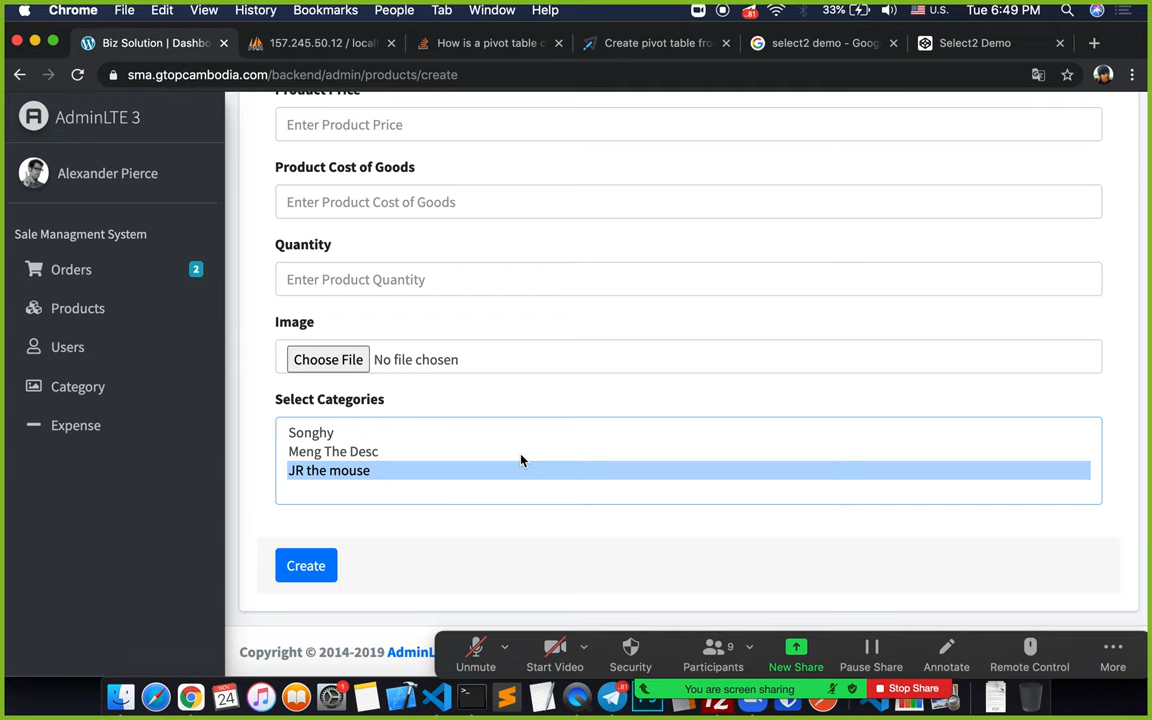 Chrome File Edit View History Bookmarks People Tab Window Help 81 33% U.S. Tue 6:49 PM
Biz Solution | Dashbo 157.245.50.12 / local How is a pivot table c Create pivot table fro select2 demo - Goog Select2 Demo
sma.gtopcambodia.com/backend/admin/products/create
Product Price
AdminLTE 3
Enter Product Price
Alexander Pierce
Product Cost of Goods
Enter Product Cost of Goods
Sale Managment System
Orders 2
Products
Users
Category
Expense
Quantity
Enter Product Quantity
Image
Choose File No file chosen
Select Categories
Songhy
Meng The Desc
JR the mouse
Create
Copyright © 2014-2019 AdminL
Unmute Start Video Security Participants 9 New Share Pause Share Annotate Remote Control More
You are screen sharing Stop Share
NOV 24